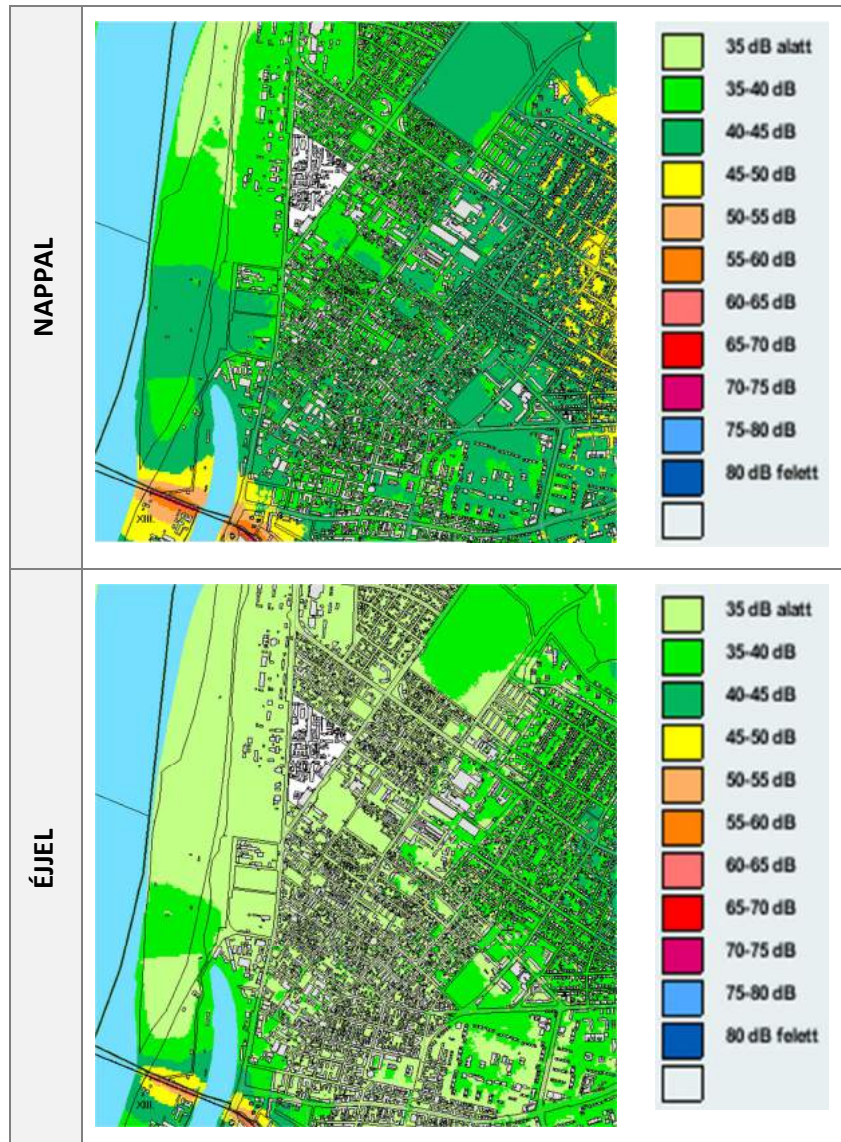 NAPPAL
35 dB alatt
35-40 dB
40-45 dB
45-50 dB
50-55 dB
55-60 dB
60-65 dB
65-70 dB
70-75 dB
75-80 dB
80 dB felett
XIII.
ÉJJEL
35 dB alatt
35-40 dB
40-45 dB
45-50 dB
50-55 dB
55-60 dB
60-65 dB
65-70 dB
70-75 dB
75-80 dB
80 dB felett
XIII.